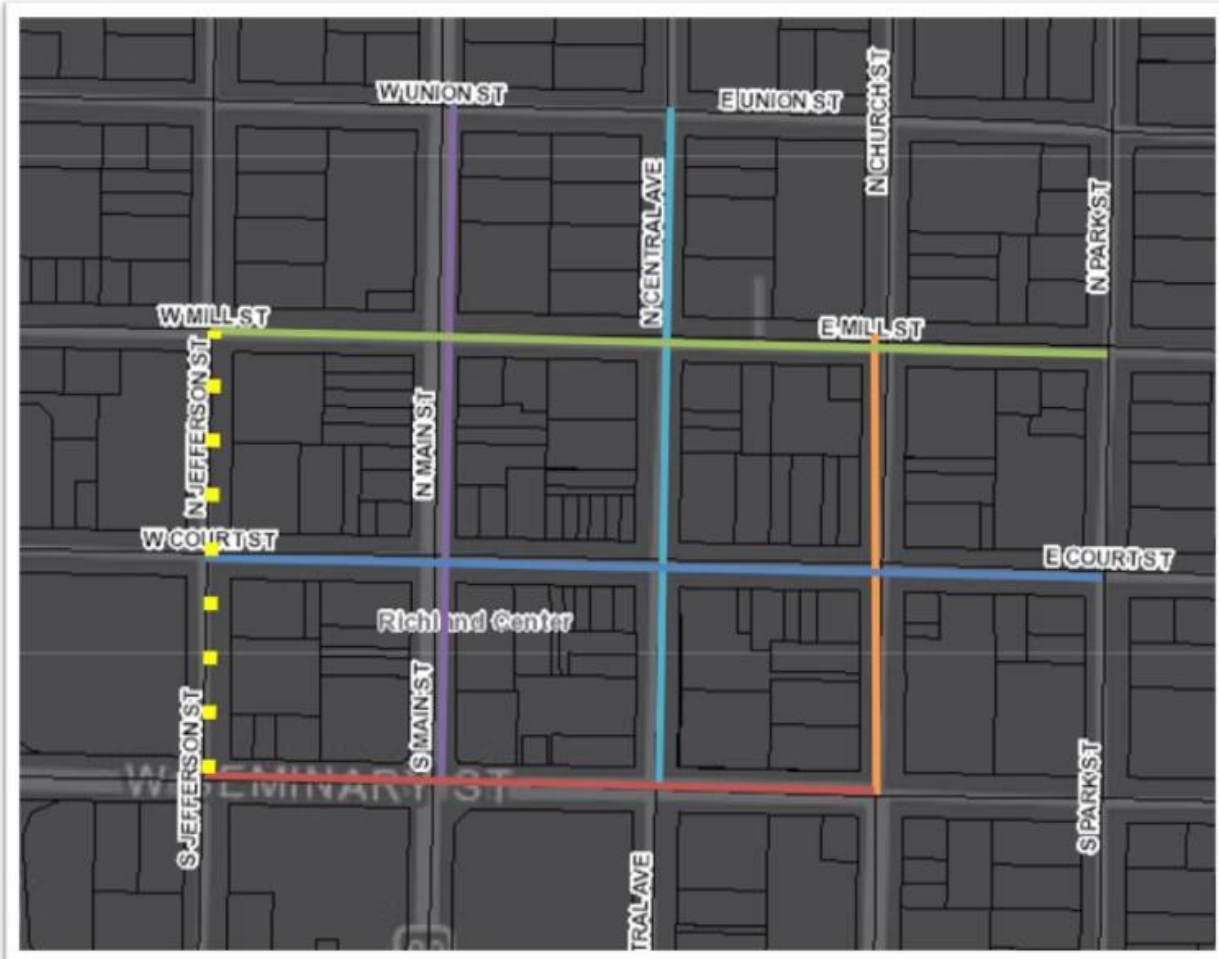 W UNION ST
E UNION ST
N CHURCH ST
N CENTRAL AVE
N PARK ST
W MILL ST
E MILL ST
N JEFFERSON ST
N MAIN ST
W COURT ST
E COURT ST
Richland Center
S MAIN ST
S JEFFERSON ST
W SEMINARY ST
S PARK ST
TRAL AVE